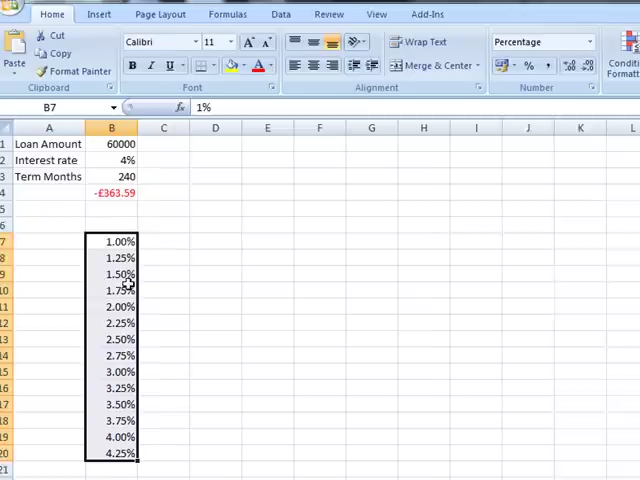 Home Insert Page Layout Formulas Data Review View Add-Ins
Cut
Copy
Format Painter
Paste
Clipboard
Calibri 11 A A
B I U A
Font
Wrap Text
Merge & Center
Alignment
Percentage
% , .0 .00
Number
B7 fx 1%
A B C D E F G H I J K L
1 Loan Amount 60000
2 Interest rate 4%
3 Term Months 240
4 -£363.59
5
6
7 1.00%
8 1.25%
9 1.50%
10 1.75%
11 2.00%
12 2.25%
13 2.50%
14 2.75%
15 3.00%
16 3.25%
17 3.50%
18 3.75%
19 4.00%
20 4.25%
21